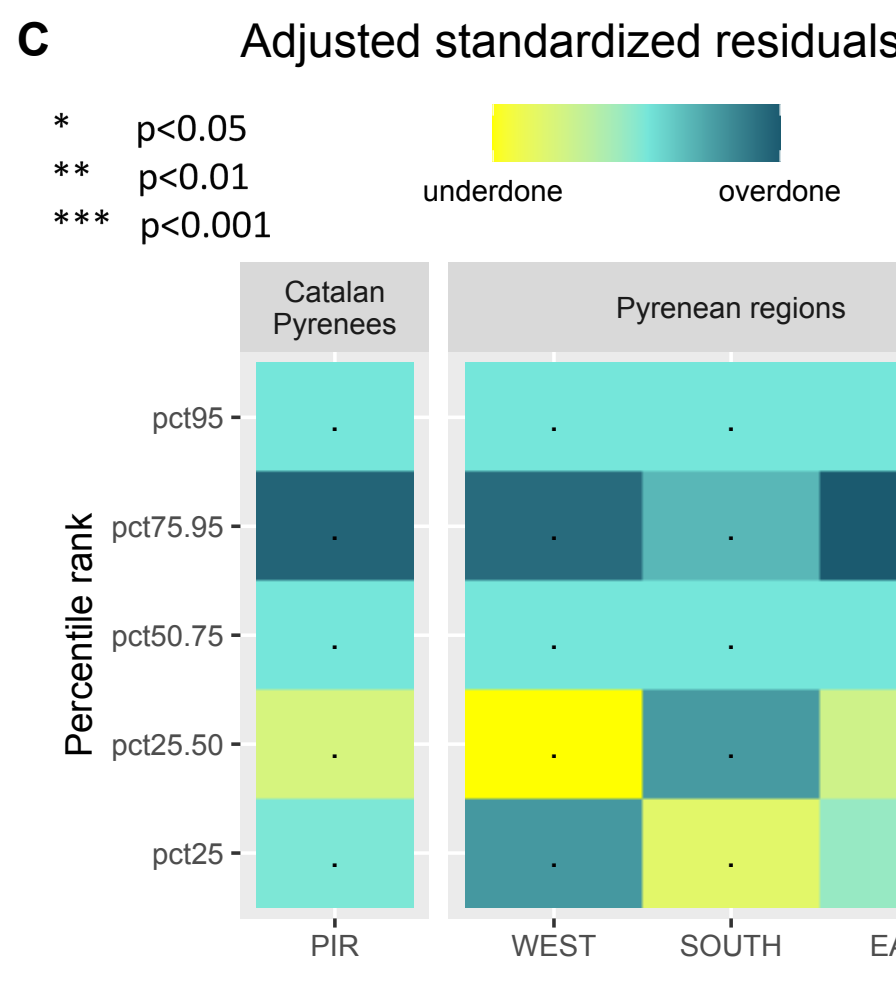 C
Adjusted standardized residuals
* p<0.05
** p<0.01
*** p<0.001
underdone overdone
Catalan
Pyrenees
Pyrenean regions
pct95
pct75.95
pct50.75
pct25.50
pct25
Percentile rank
PIR WEST SOUTH